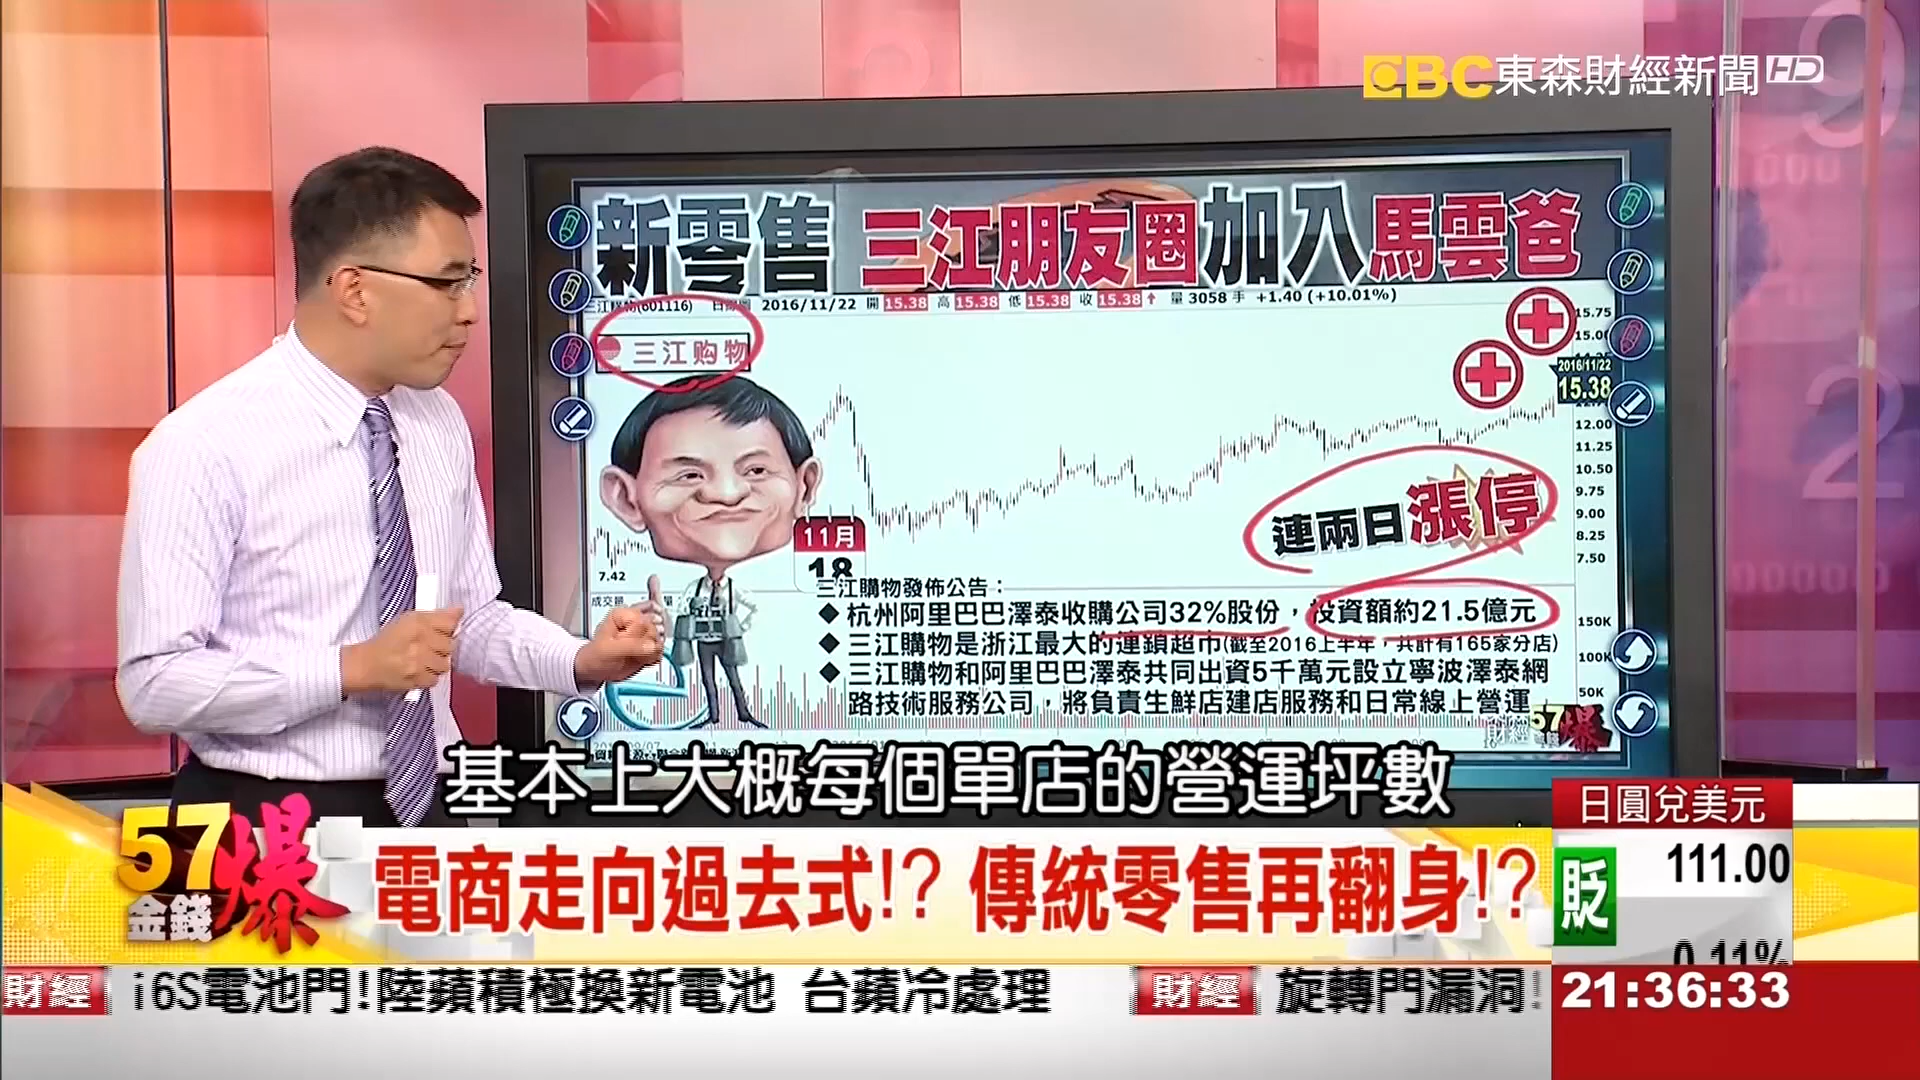 EBC東森財經新聞HD
新零售 三江朋友圈加入馬雲爸
三江購物(601116) 日線圖 2016/11/22 開 15.38 高 15.38 低 15.38 收 15.38 量 3058 手 +1.40 (+10.01%)
三江购物
15.75
15.00
2016/11/22
15.38
12.00
11.25
10.50
9.75
9.00
8.25
7.50
連兩日漲停
11月
18
7.42
成交量
三江購物發佈公告：
◆ 杭州阿里巴巴澤泰收購公司32%股份，投資額約21.5億元
◆ 三江購物是浙江最大的連鎖超市(截至2016上半年，共計有165家分店)
◆ 三江購物和阿里巴巴澤泰共同出資5千萬元設立寧波澤泰網
路技術服務公司，將負責生鮮店建店服務和日常線上營運
150K
100K
50K
財經57爆
基本上大概每個單店的營運坪數
57金錢爆
電商走向過去式!? 傳統零售再翻身!?
日圓兌美元
貶 111.00
0.11%
財經 i6S電池門!陸蘋積極換新電池 台蘋冷處理 財經 旋轉門漏洞!
21:36:33